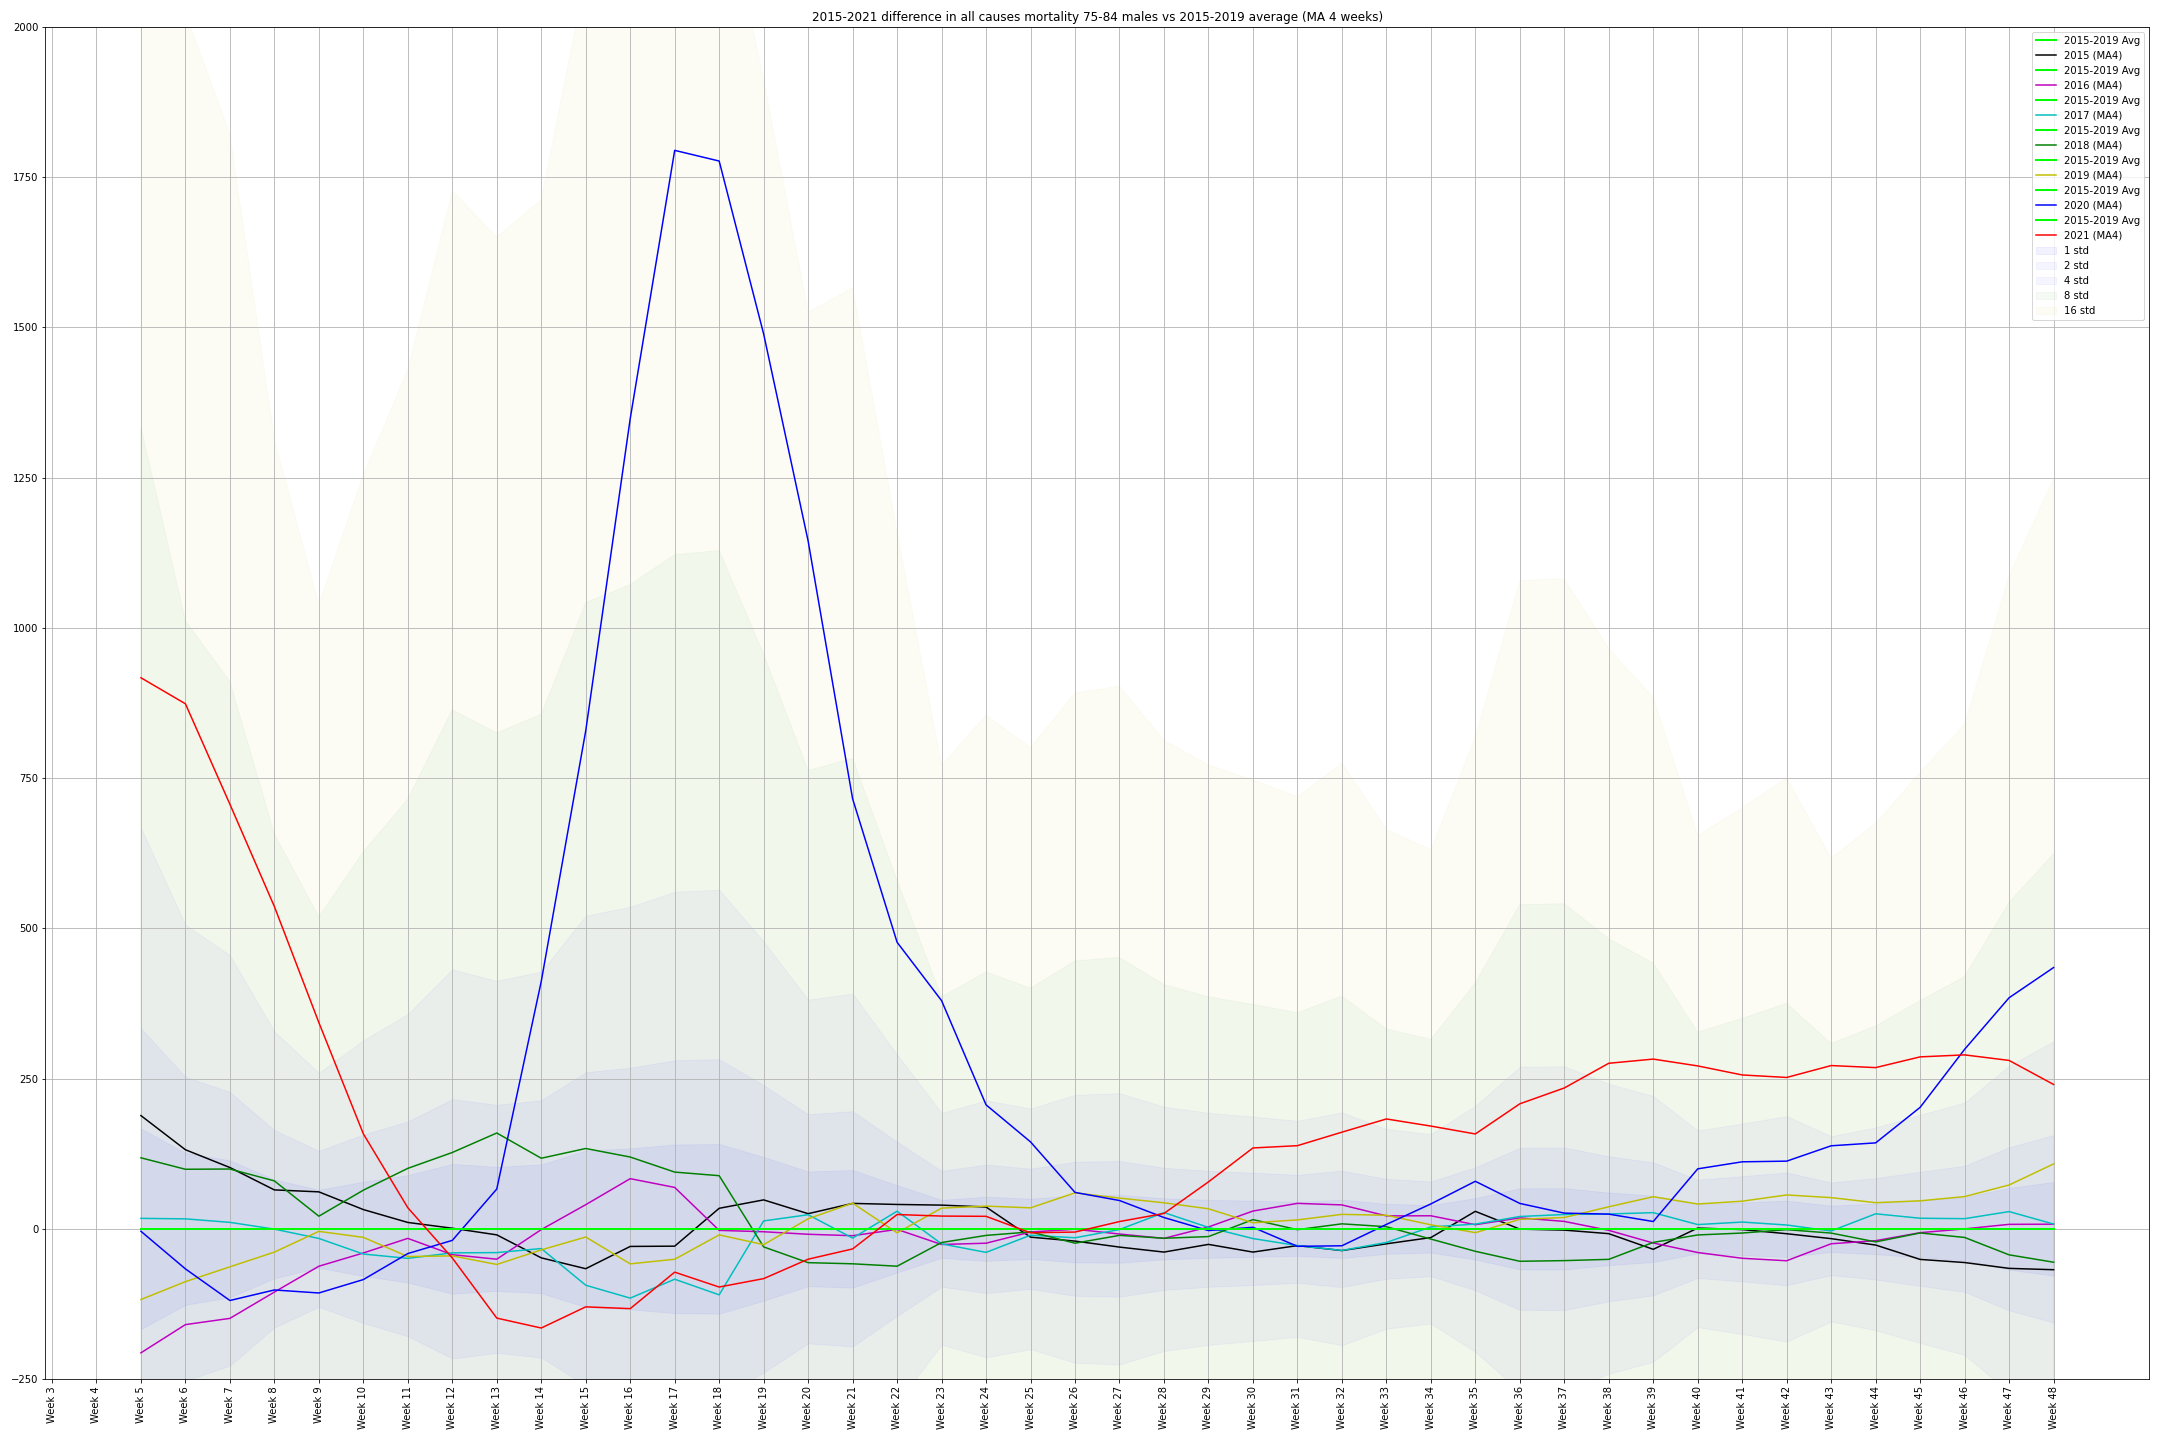 2015-2021 difference in all causes mortality 75-84 males vs 2015-2019 average (MA 4 weeks)
2000
1750
1500
1250
1000
750
500
250
0
−250
2015-2019 Avg
2015 (MA4)
2015-2019 Avg
2016 (MA4)
2015-2019 Avg
2017 (MA4)
2015-2019 Avg
2018 (MA4)
2015-2019 Avg
2019 (MA4)
2015-2019 Avg
2020 (MA4)
2015-2019 Avg
2021 (MA4)
1 std
2 std
4 std
8 std
16 std
Week 3
Week 4
Week 5
Week 6
Week 7
Week 8
Week 9
Week 10
Week 11
Week 12
Week 13
Week 14
Week 15
Week 16
Week 17
Week 18
Week 19
Week 20
Week 21
Week 22
Week 23
Week 24
Week 25
Week 26
Week 27
Week 28
Week 29
Week 30
Week 31
Week 32
Week 33
Week 34
Week 35
Week 36
Week 37
Week 38
Week 39
Week 40
Week 41
Week 42
Week 43
Week 44
Week 45
Week 46
Week 47
Week 48